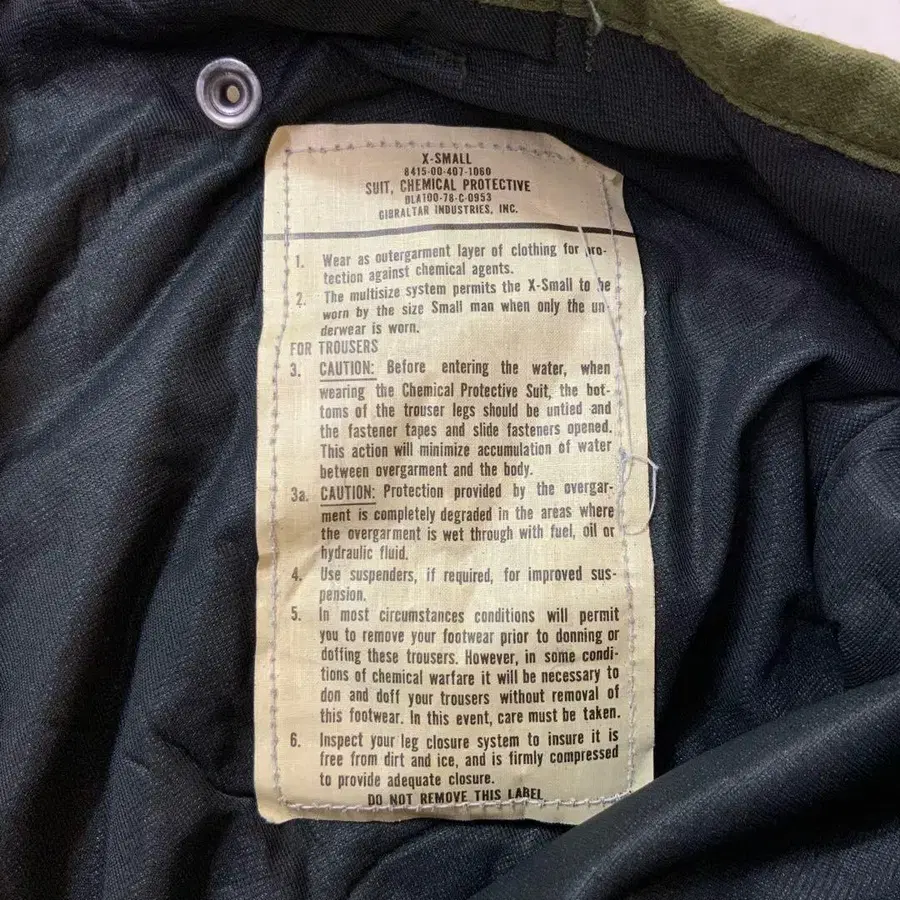 X-SMALL
8415-00-407-1060
SUIT, CHEMICAL PROTECTIVE
DLA100-78-C-0953
GIBRALTAR INDUSTRIES, INC.
1. Wear as outergarment layer of clothing for pro-
tection against chemical agents.
2. The multisize system permits the X-Small to be
worn by the size Small man when only the un-
derwear is worn.
FOR TROUSERS
3. CAUTION: Before entering the water, when
wearing the Chemical Protective Suit, the bot-
toms of the trouser legs should be untied and
the fastener tapes and slide fasteners opened.
This action will minimize accumulation of water
between overgarment and the body.
3a. CAUTION: Protection provided by the overgar-
ment is completely degraded in the areas where
the overgarment is wet through with fuel, oil or
hydraulic fluid.
4. Use suspenders, if required, for improved sus-
pension.
5. In most circumstances conditions will permit
you to remove your footwear prior to donning or
doffing these trousers. However, in some condi-
tions of chemical warfare it will be necessary to
don and doff your trousers without removal of
this footwear. In this event, care must be taken.
6. Inspect your leg closure system to insure it is
free from dirt and ice, and is firmly compressed
to provide adequate closure.
DO NOT REMOVE THIS LABEL